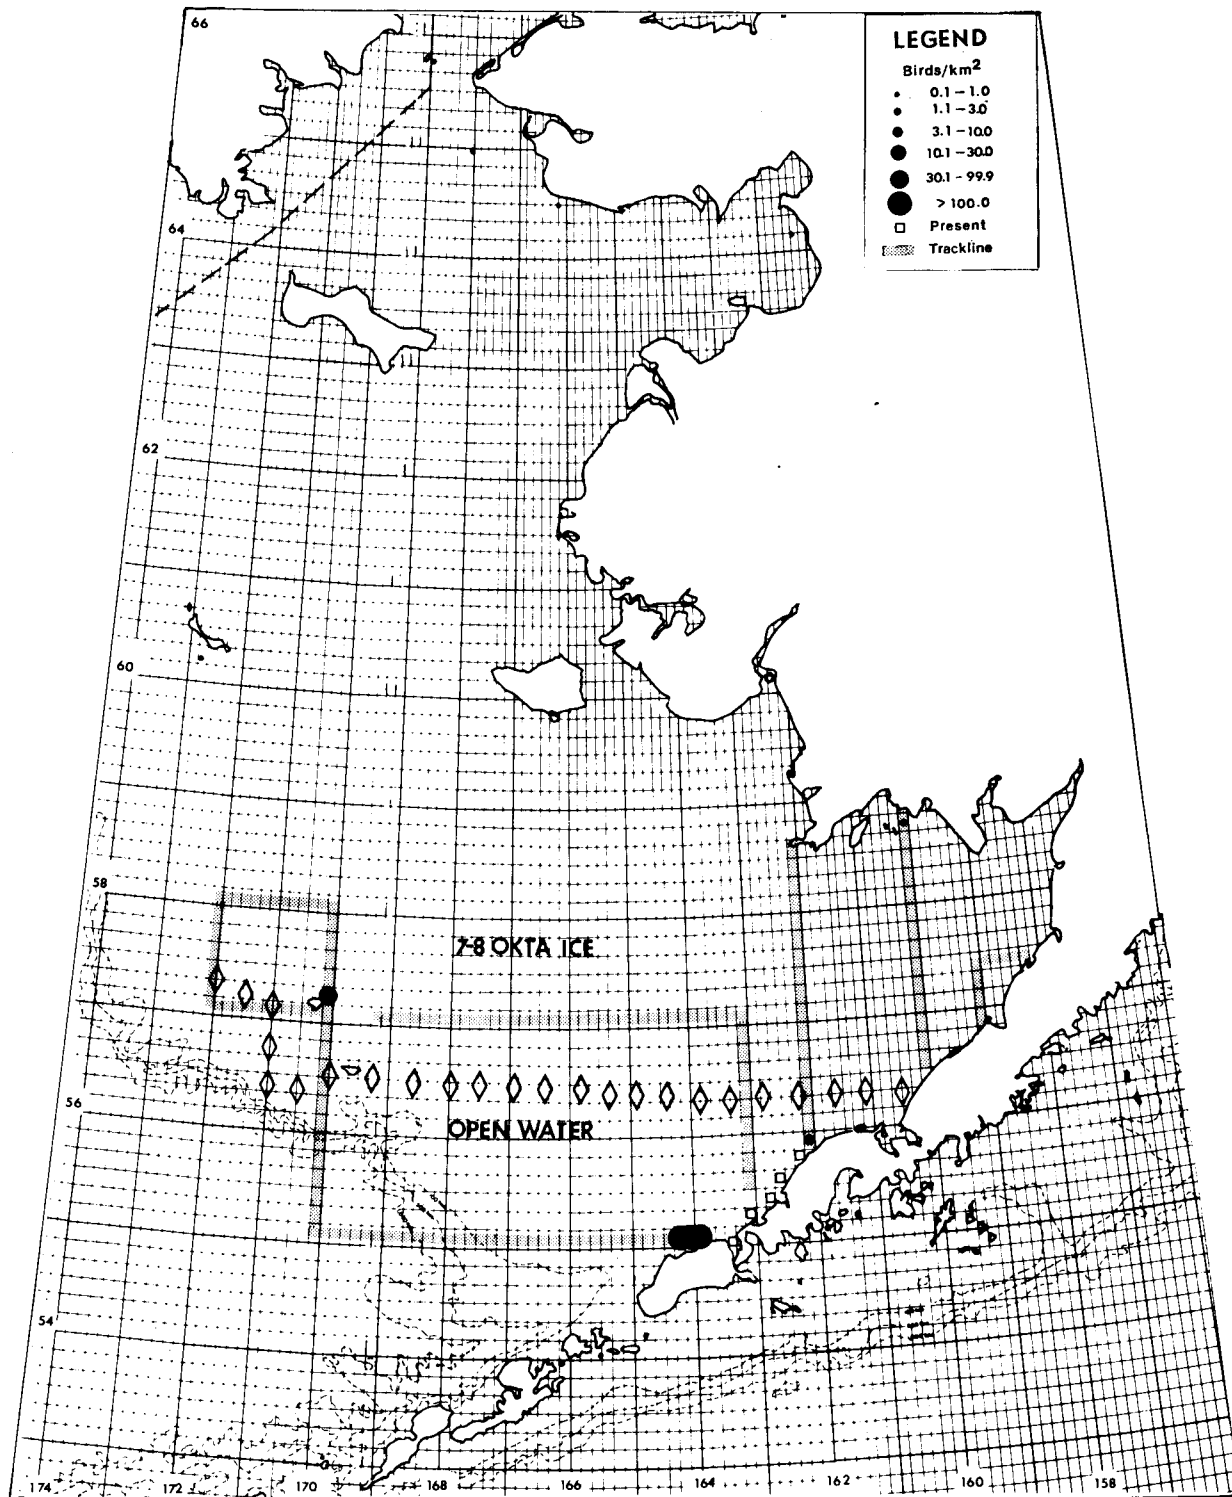 66
LEGEND
Birds/km²
0.1 – 1.0
1.1 – 3.0
3.1 – 10.0
10.1 – 30.0
30.1 – 99.9
> 100.0
Present
Trackline
64
62
60
58
7-8 OKTA ICE
56
OPEN WATER
54
174 172 170 168 166 164 162 160 158